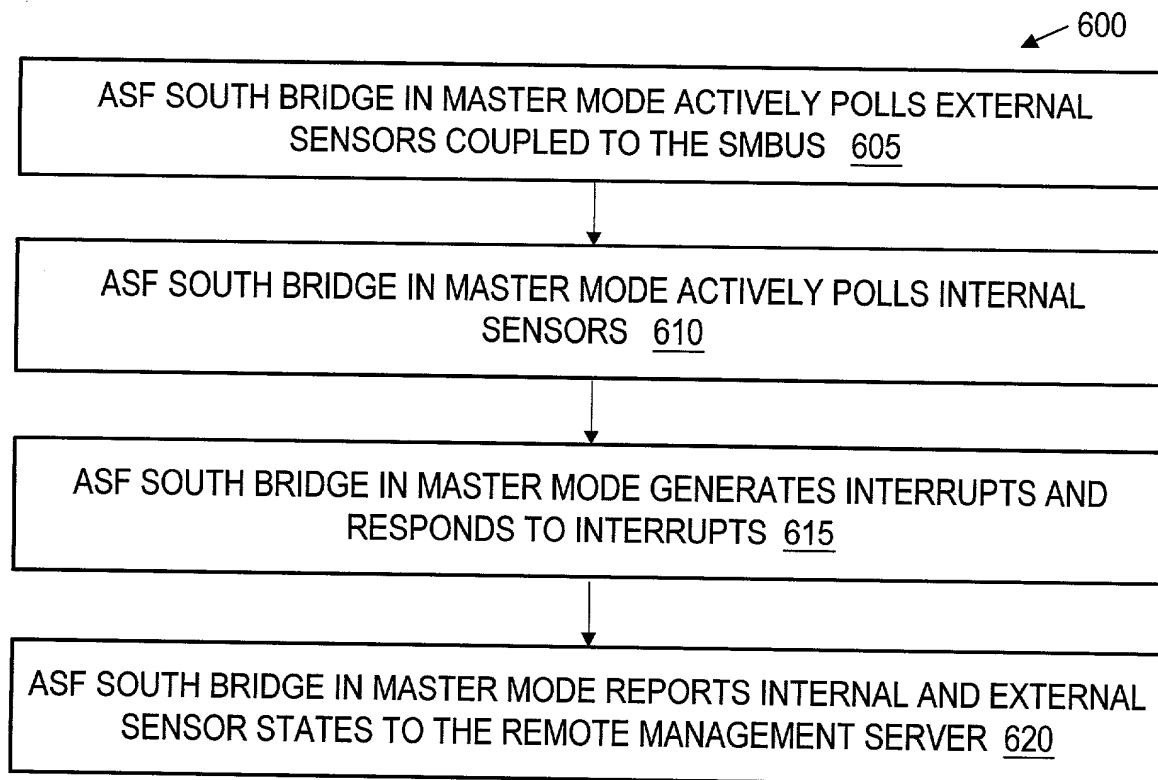 600
ASF SOUTH BRIDGE IN MASTER MODE ACTIVELY POLLS EXTERNAL
SENSORS COUPLED TO THE SMBUS 605
ASF SOUTH BRIDGE IN MASTER MODE ACTIVELY POLLS INTERNAL
SENSORS 610
ASF SOUTH BRIDGE IN MASTER MODE GENERATES INTERRUPTS AND
RESPONDS TO INTERRUPTS 615
ASF SOUTH BRIDGE IN MASTER MODE REPORTS INTERNAL AND EXTERNAL
SENSOR STATES TO THE REMOTE MANAGEMENT SERVER 620